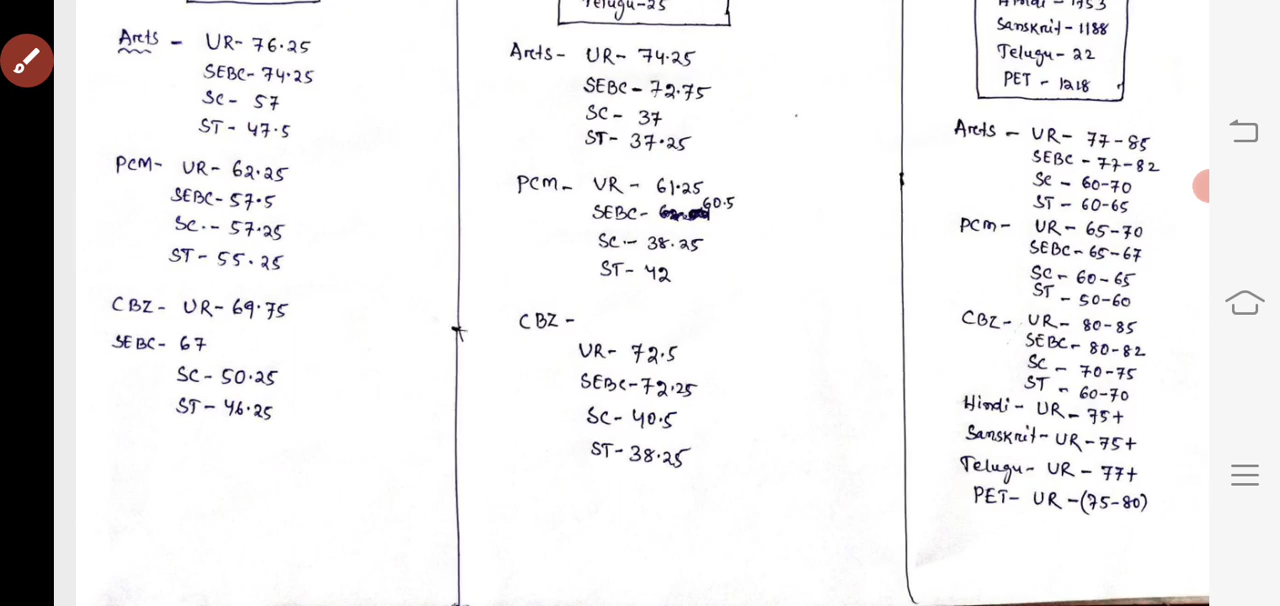 Arts - UR- 76.25
SEBC- 74.25
SC- 57
ST- 47.5
PCM- UR- 62.25
SEBC- 57.5
SC.- 57.25
ST- 55.25
CBZ- UR- 69.75
SEBC- 67
SC- 50.25
ST- 46.25
Telugu-25
Arts- UR- 74.25
SEBC- 72.75
SC- 37
ST- 37.25
PCM- UR- 61.25
SEBC- 60.5
SC.- 38.25
ST- 42
CBZ-
UR- 72.5
SEBC-72.25
SC- 40.5
ST- 38.25
Hindi - 1753
Sanskrit- 1188
Telugu- 22
PET - 1218
Arts - UR- 77-85
SEBC - 77-82
SC - 60-70
ST - 60-65
PCM- UR- 65-70
SEBC- 65-67
SC- 60-65
ST - 50-60
CBZ- UR- 80-85
SEBC- 80-82
SC - 70-75
ST - 60-70
Hindi- UR- 75+
Sanskrit- UR-75+
Telugu- UR- 77+
PET- UR-(75-80)